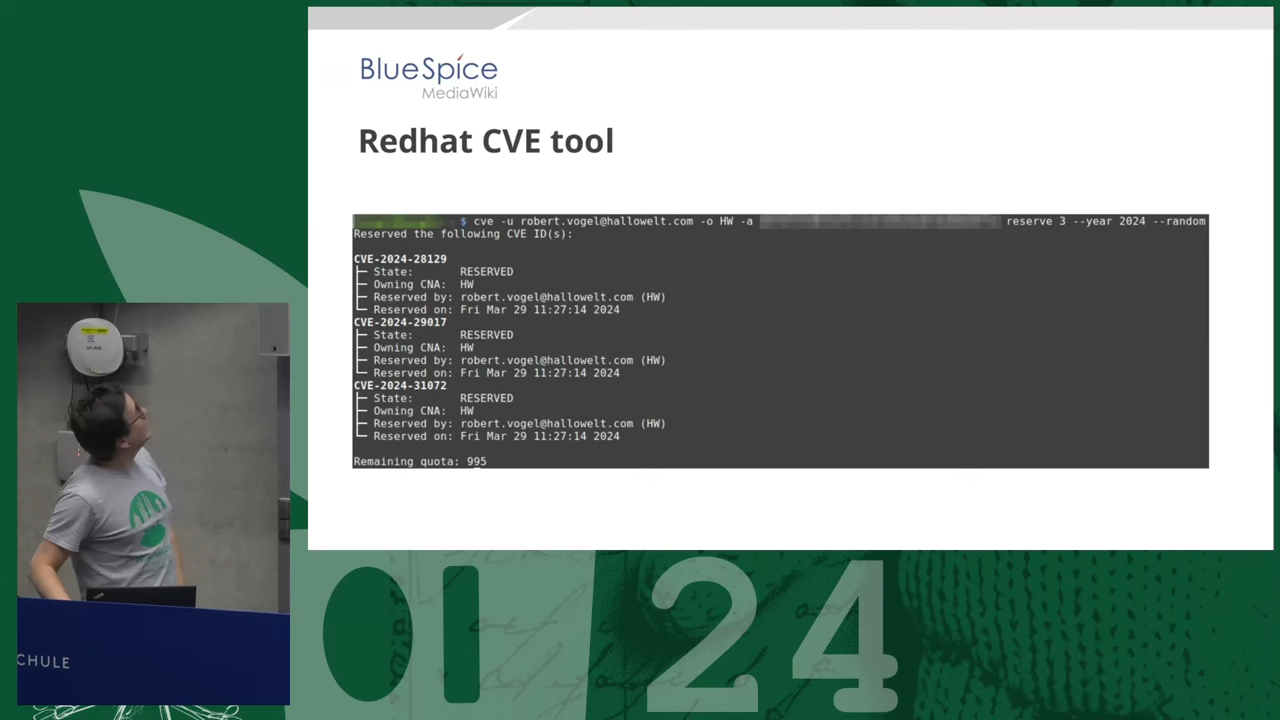 BlueSpice
MediaWiki
Redhat CVE tool
$ cve -u robert.vogel@hallowelt.com -o HW -a reserve 3 --year 2024 --random
Reserved the following CVE ID(s):
CVE-2024-28129
├─ State: RESERVED
├─ Owning CNA: HW
├─ Reserved by: robert.vogel@hallowelt.com (HW)
└─ Reserved on: Fri Mar 29 11:27:14 2024
CVE-2024-29017
├─ State: RESERVED
├─ Owning CNA: HW
├─ Reserved by: robert.vogel@hallowelt.com (HW)
└─ Reserved on: Fri Mar 29 11:27:14 2024
CVE-2024-31072
├─ State: RESERVED
├─ Owning CNA: HW
├─ Reserved by: robert.vogel@hallowelt.com (HW)
└─ Reserved on: Fri Mar 29 11:27:14 2024
Remaining quota: 995
CHULE
24